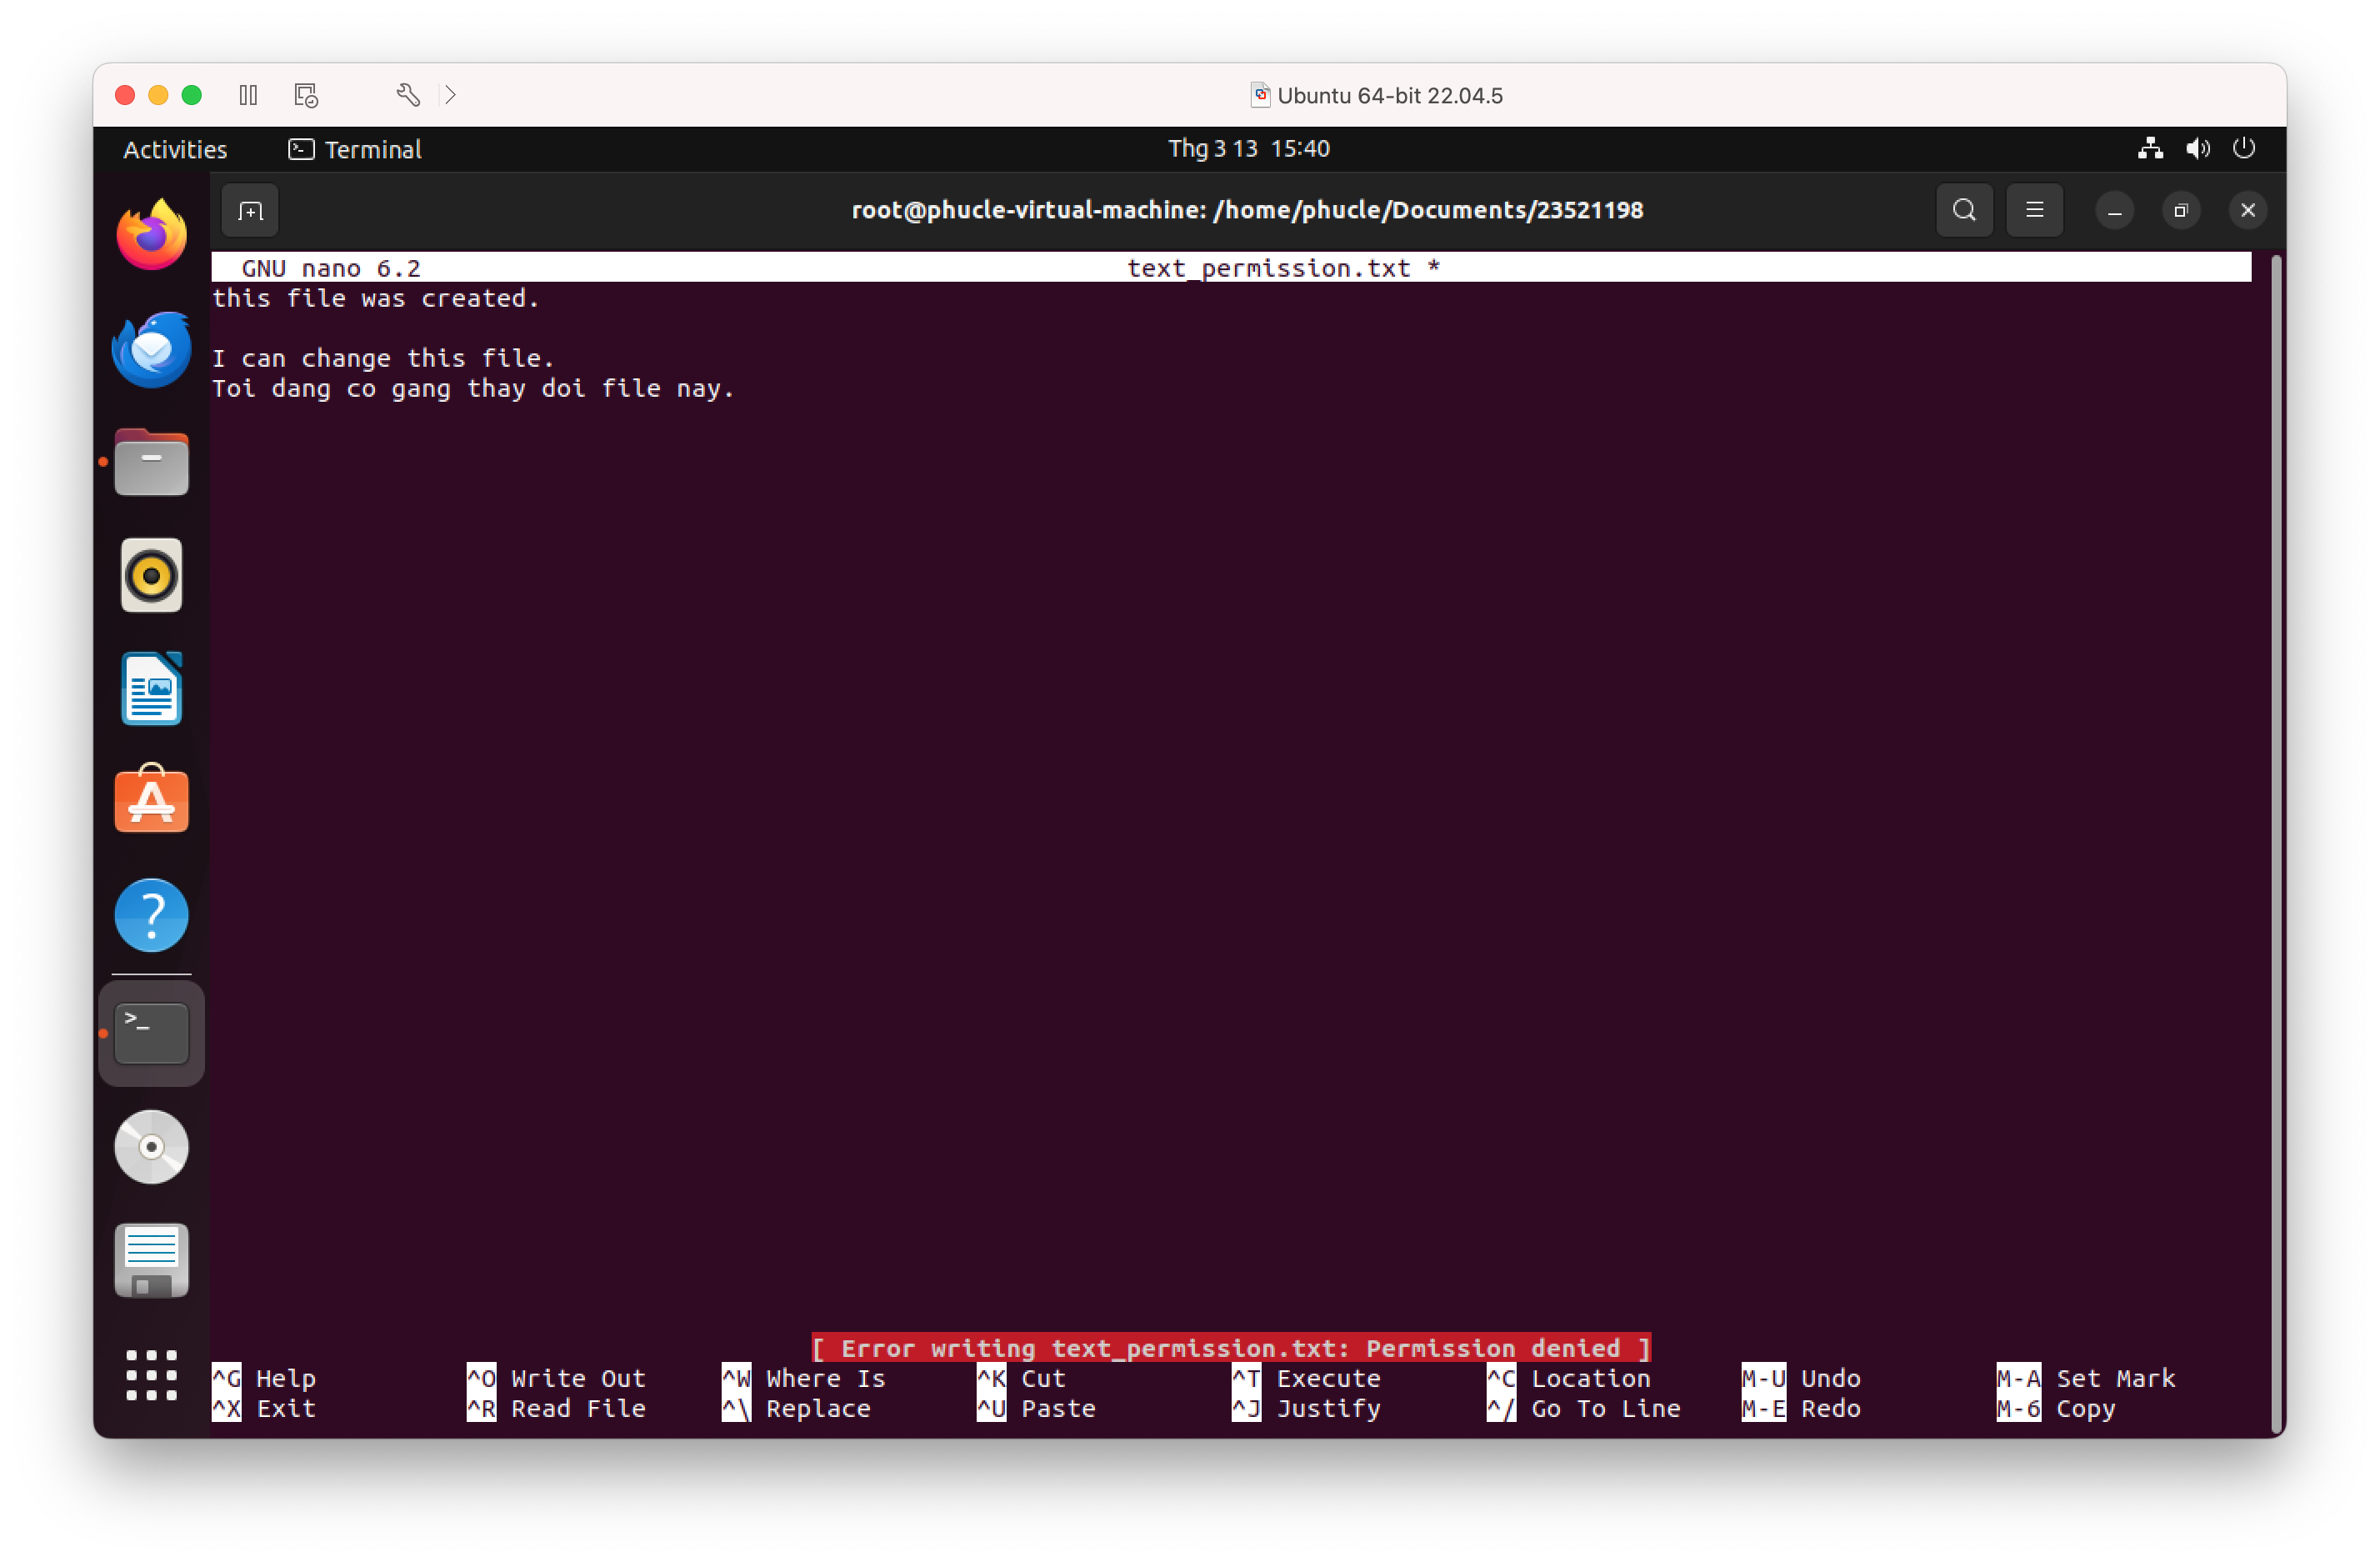 Ubuntu 64-bit 22.04.5
Activities
Terminal
Thg 3 13 15:40
root@phucle-virtual-machine: /home/phucle/Documents/23521198
GNU nano 6.2
text_permission.txt *
this file was created.
I can change this file.
Toi dang co gang thay doi file nay.
[ Error writing text_permission.txt: Permission denied ]
^G Help ^O Write Out ^W Where Is ^K Cut ^T Execute ^C Location M-U Undo M-A Set Mark
^X Exit ^R Read File ^\ Replace ^U Paste ^J Justify ^/ Go To Line M-E Redo M-6 Copy